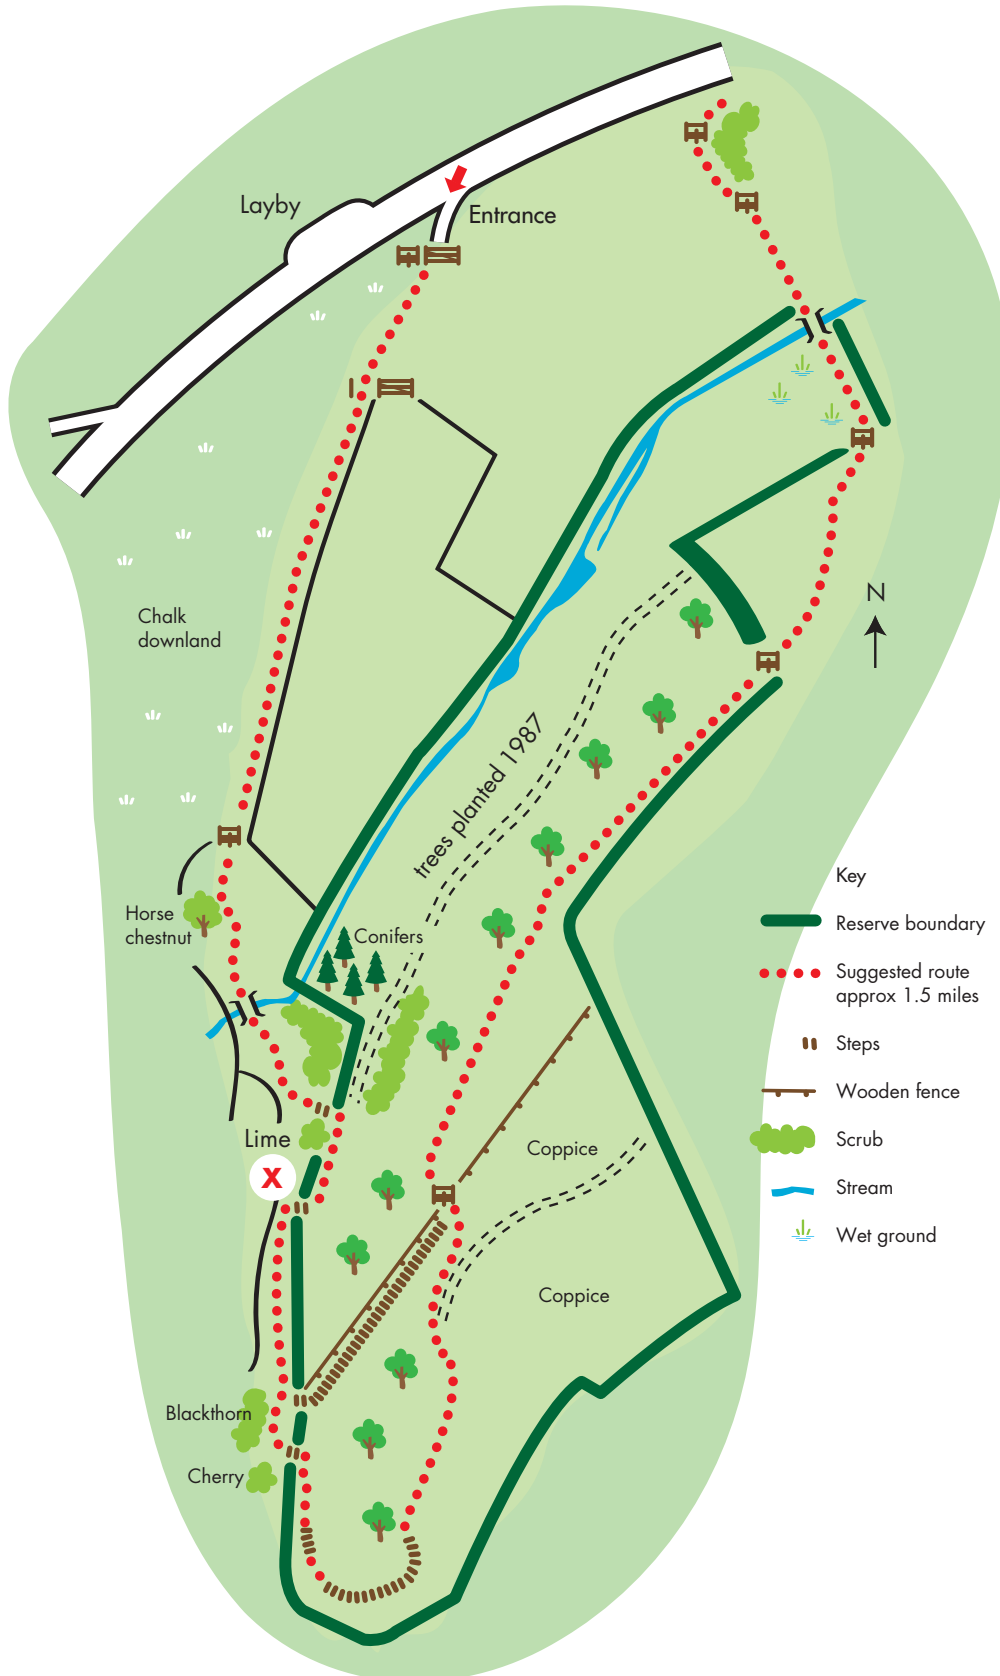 Layby
Entrance
Chalk
downland
N
trees planted 1987
Horse
chestnut
Conifers
Lime
X
Coppice
Coppice
Blackthorn
Cherry
Key
Reserve boundary
Suggested route
approx 1.5 miles
Steps
Wooden fence
Scrub
Stream
Wet ground